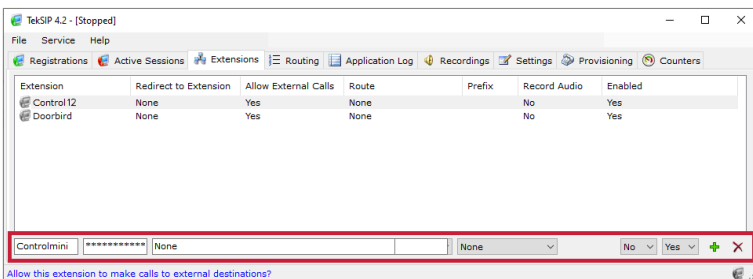 TekSIP 4.2 - [Stopped]
File Service Help
Registrations Active Sessions Extensions Routing Application Log Recordings Settings Provisioning Counters
Extension Redirect to Extension Allow External Calls Route Prefix Record Audio Enabled
Control12 None Yes None No Yes
Doorbird None Yes None No Yes
Controlmini *********** None None No Yes
Allow this extension to make calls to external destinations?